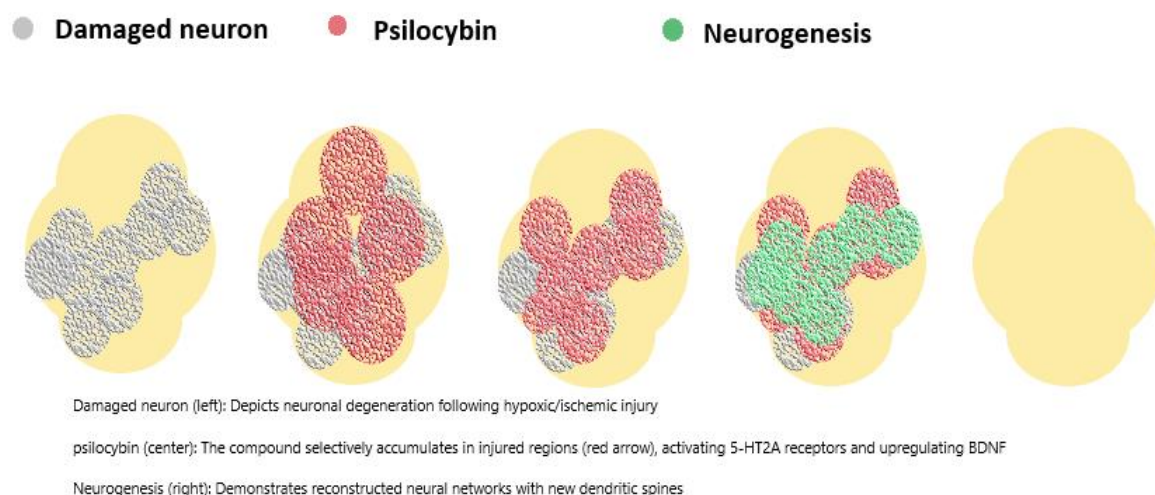 Damaged neuron Psilocybin Neurogenesis
Damaged neuron (left): Depicts neuronal degeneration following hypoxic/ischemic injury
psilocybin (center): The compound selectively accumulates in injured regions (red arrow), activating 5-HT2A receptors and upregulating BDNF
Neurogenesis (right): Demonstrates reconstructed neural networks with new dendritic spines